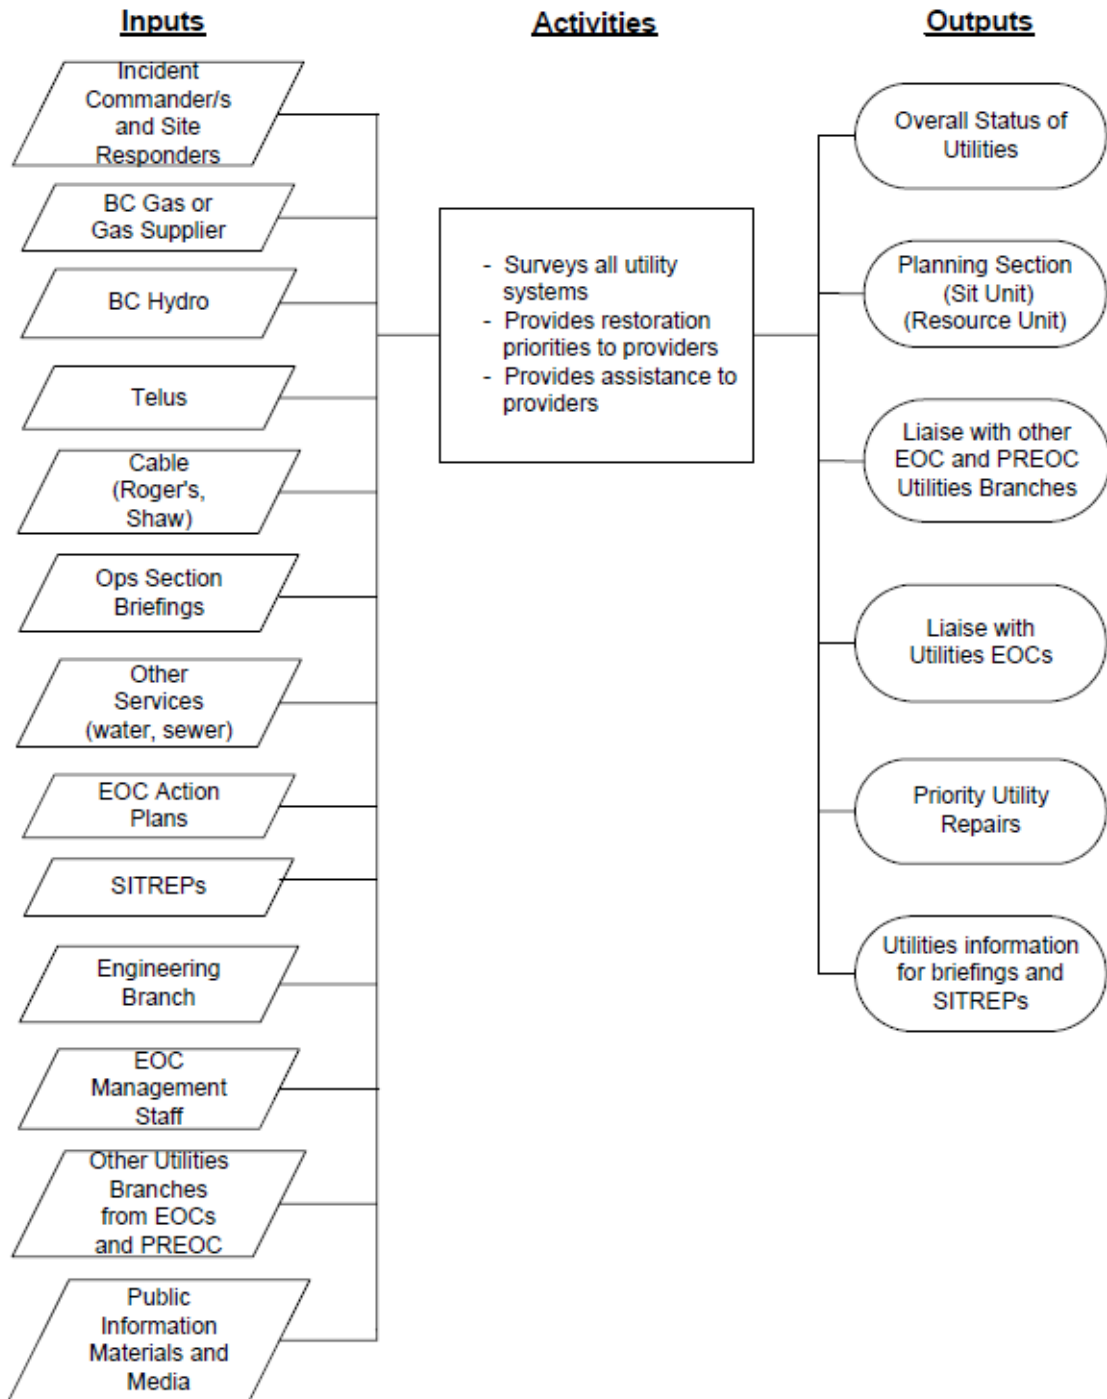 Inputs
Activities
Outputs
Incident
Commander/s
and Site
Responders
BC Gas or
Gas Supplier
BC Hydro
Telus
Cable
(Roger's,
Shaw)
Ops Section
Briefings
Other
Services
(water, sewer)
EOC Action
Plans
SITREPs
Engineering
Branch
EOC
Management
Staff
Other Utilities
Branches
from EOCs
and PREOC
Public
Information
Materials and
Media
- Surveys all utility
systems
- Provides restoration
priorities to providers
- Provides assistance to
providers
Overall Status of
Utilities
Planning Section
(Sit Unit)
(Resource Unit)
Liaise with other
EOC and PREOC
Utilities Branches
Liaise with
Utilities EOCs
Priority Utility
Repairs
Utilities information
for briefings and
SITREPs